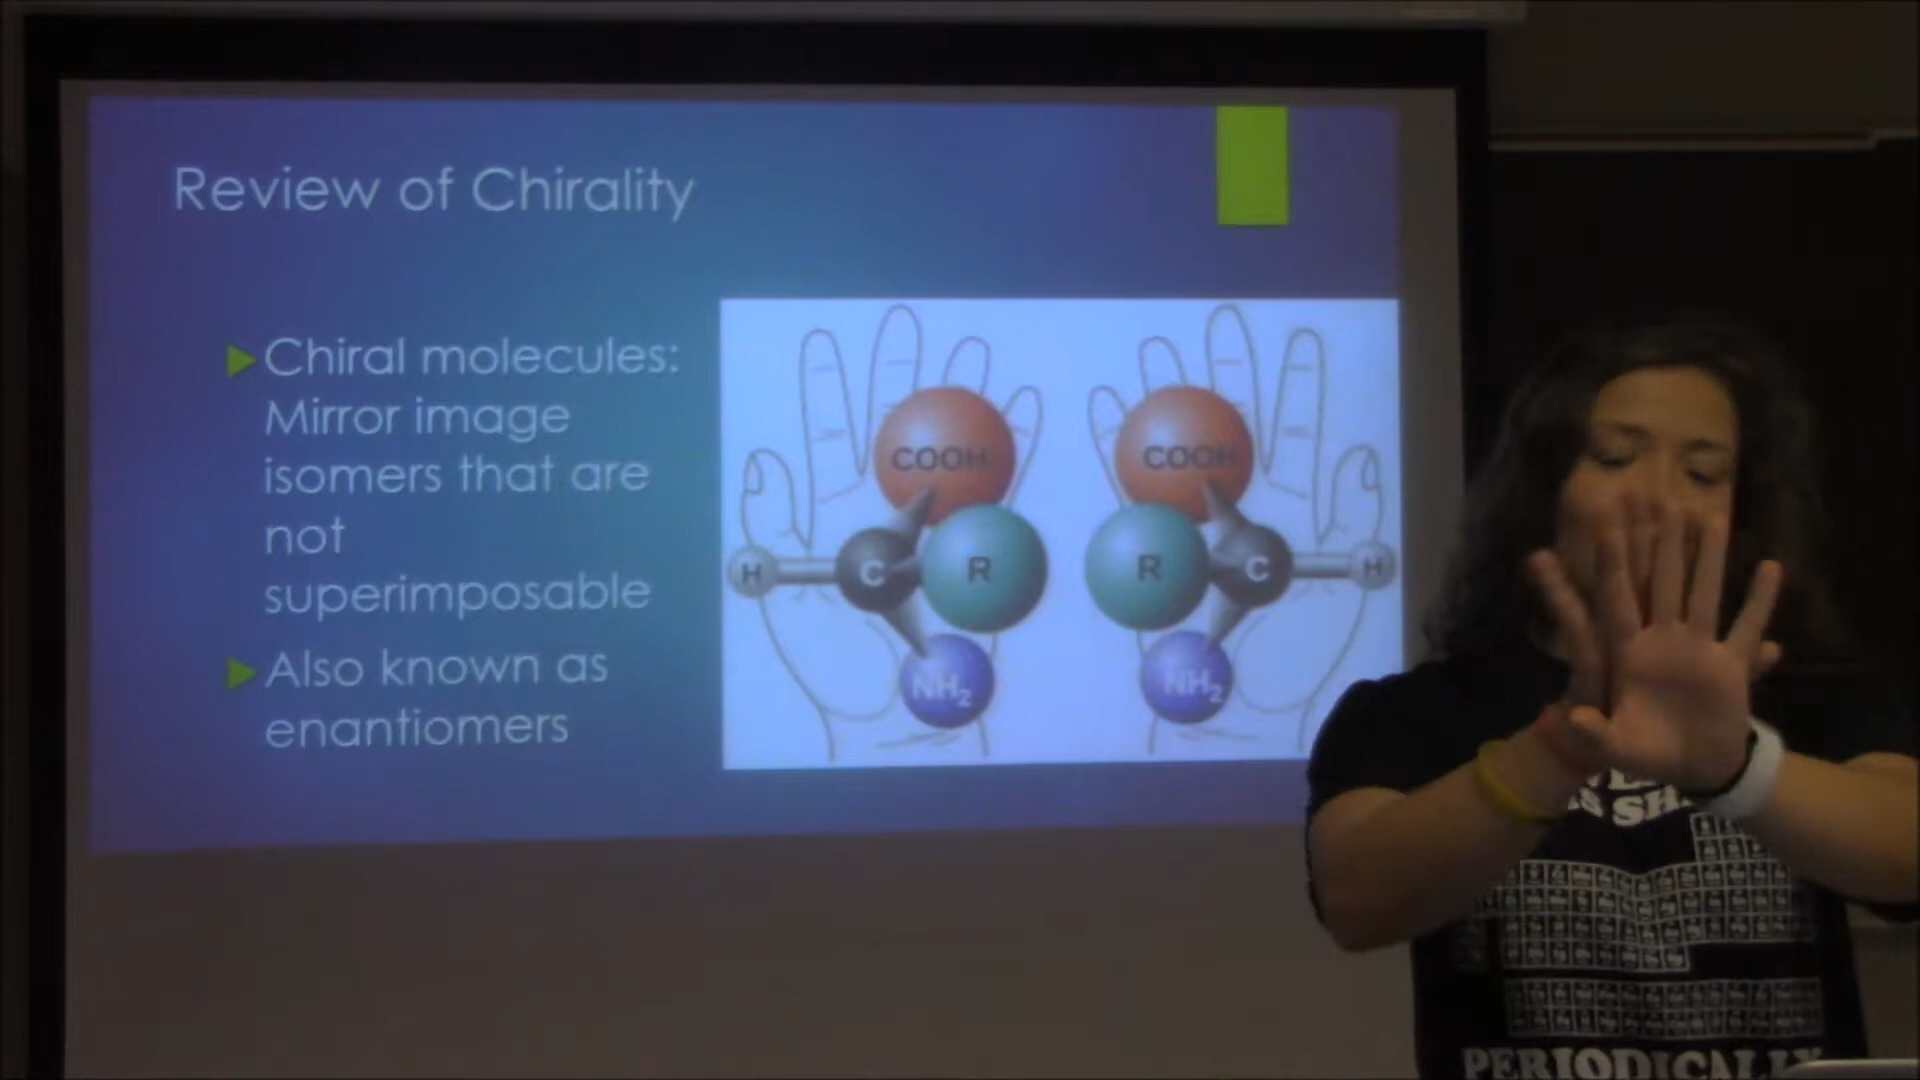 Review of Chirality
Chiral molecules:
Mirror image
isomers that are
not
superimposable
Also known as
enantiomers
COOH
COOH
H
C
R
R
C
H
NH₂
NH₂
PERIODICALLY